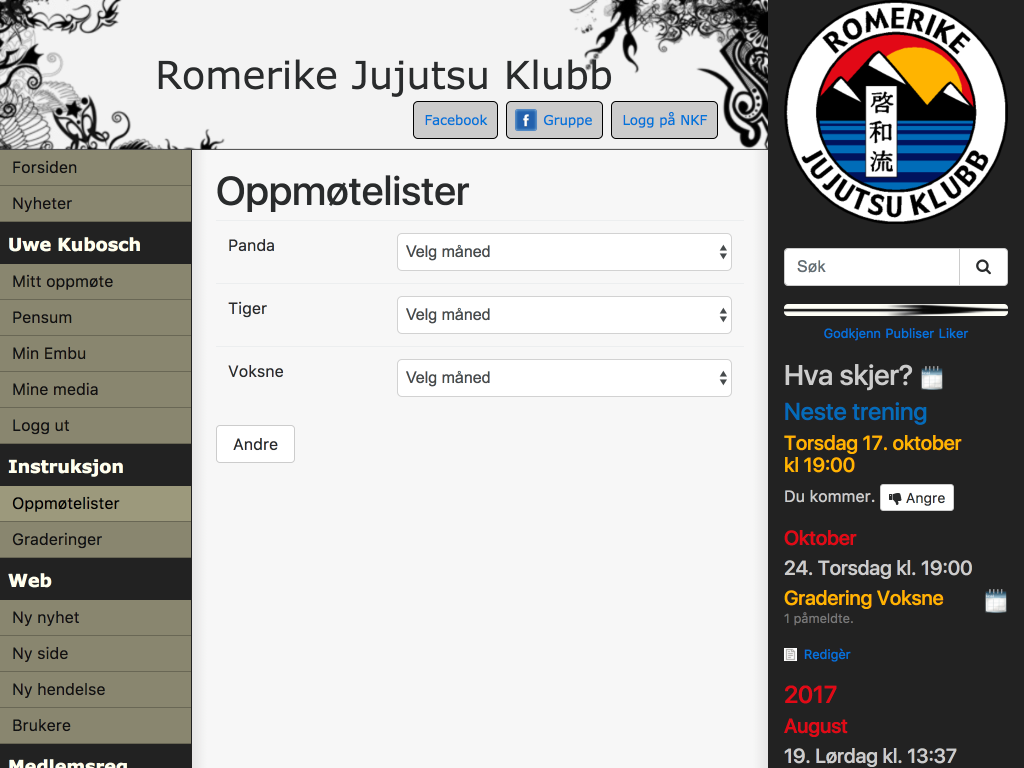 Romerike Jujutsu Klubb
Facebook
f
Gruppe
Logg på NKF
Forsiden
Nyheter
Uwe Kubosch
Mitt oppmøte
Pensum
Min Embu
Mine media
Logg ut
Instruksjon
Oppmøtelister
Graderinger
Web
Ny nyhet
Ny side
Ny hendelse
Brukere
Medlemsreg
Oppmøtelister
Panda
Velg måned
Tiger
Velg måned
Voksne
Velg måned
Andre
ROMERIKE
啓
和
流
JUJUTSU KLUBB
Søk
Godkjenn Publiser Liker
Hva skjer?
Neste trening
Torsdag 17. oktober
kl 19:00
Du kommer.
Angre
Oktober
24. Torsdag kl. 19:00
Gradering Voksne
1 påmeldte.
Redigèr
2017
August
19. Lørdag kl. 13:37